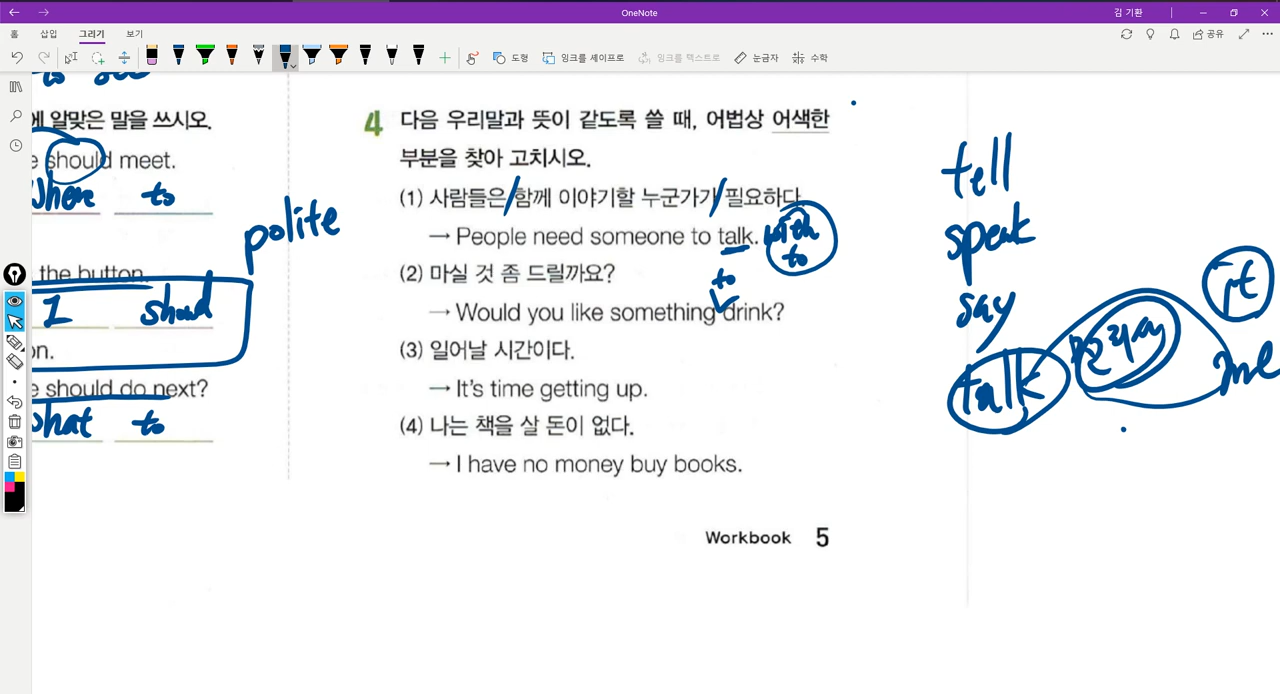 OneNote
김 기환
홈 삽입 그리기 보기
공유
도형 잉크를 셰이프로 잉크를 텍스트로 눈금자 수학
to see
에 알맞은 말을 쓰시오.
e should meet.
where to
polite
the button.
I should
on.
e should do next?
what to
4 다음 우리말과 뜻이 같도록 쓸 때, 어법상 어색한
부분을 찾아 고치시오.
(1) 사람들은 함께 이야기할 누군가가 필요하다.
→ People need someone to talk. with
to
(2) 마실 것 좀 드릴까요?
to
→ Would you like something drink?
(3) 일어날 시간이다.
→ It's time getting up.
(4) 나는 책을 살 돈이 없다.
→ I have no money buy books.
Workbook 5
tell
speak
say
talk
it
me